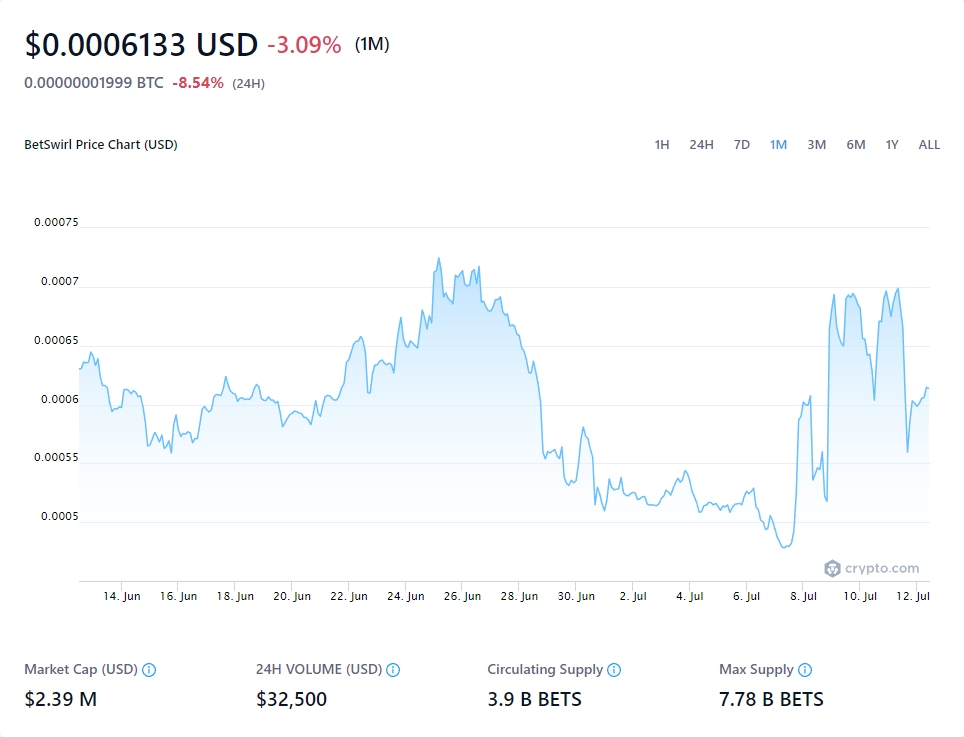 $0.0006133 USD -3.09% (1M)
0.00000001999 BTC -8.54% (24H)
BetSwirl Price Chart (USD) 1H 24H 7D 1M 3M 6M 1Y ALL
0.00075
0.0007
0.00065
0.0006
0.00055
0.0005
crypto.com
14. Jun 16. Jun 18. Jun 20. Jun 22. Jun 24. Jun 26. Jun 28. Jun 30. Jun 2. Jul 4. Jul 6. Jul 8. Jul 10. Jul 12. Jul
Market Cap (USD) 24H VOLUME (USD) Circulating Supply Max Supply
$2.39 M $32,500 3.9 B BETS 7.78 B BETS